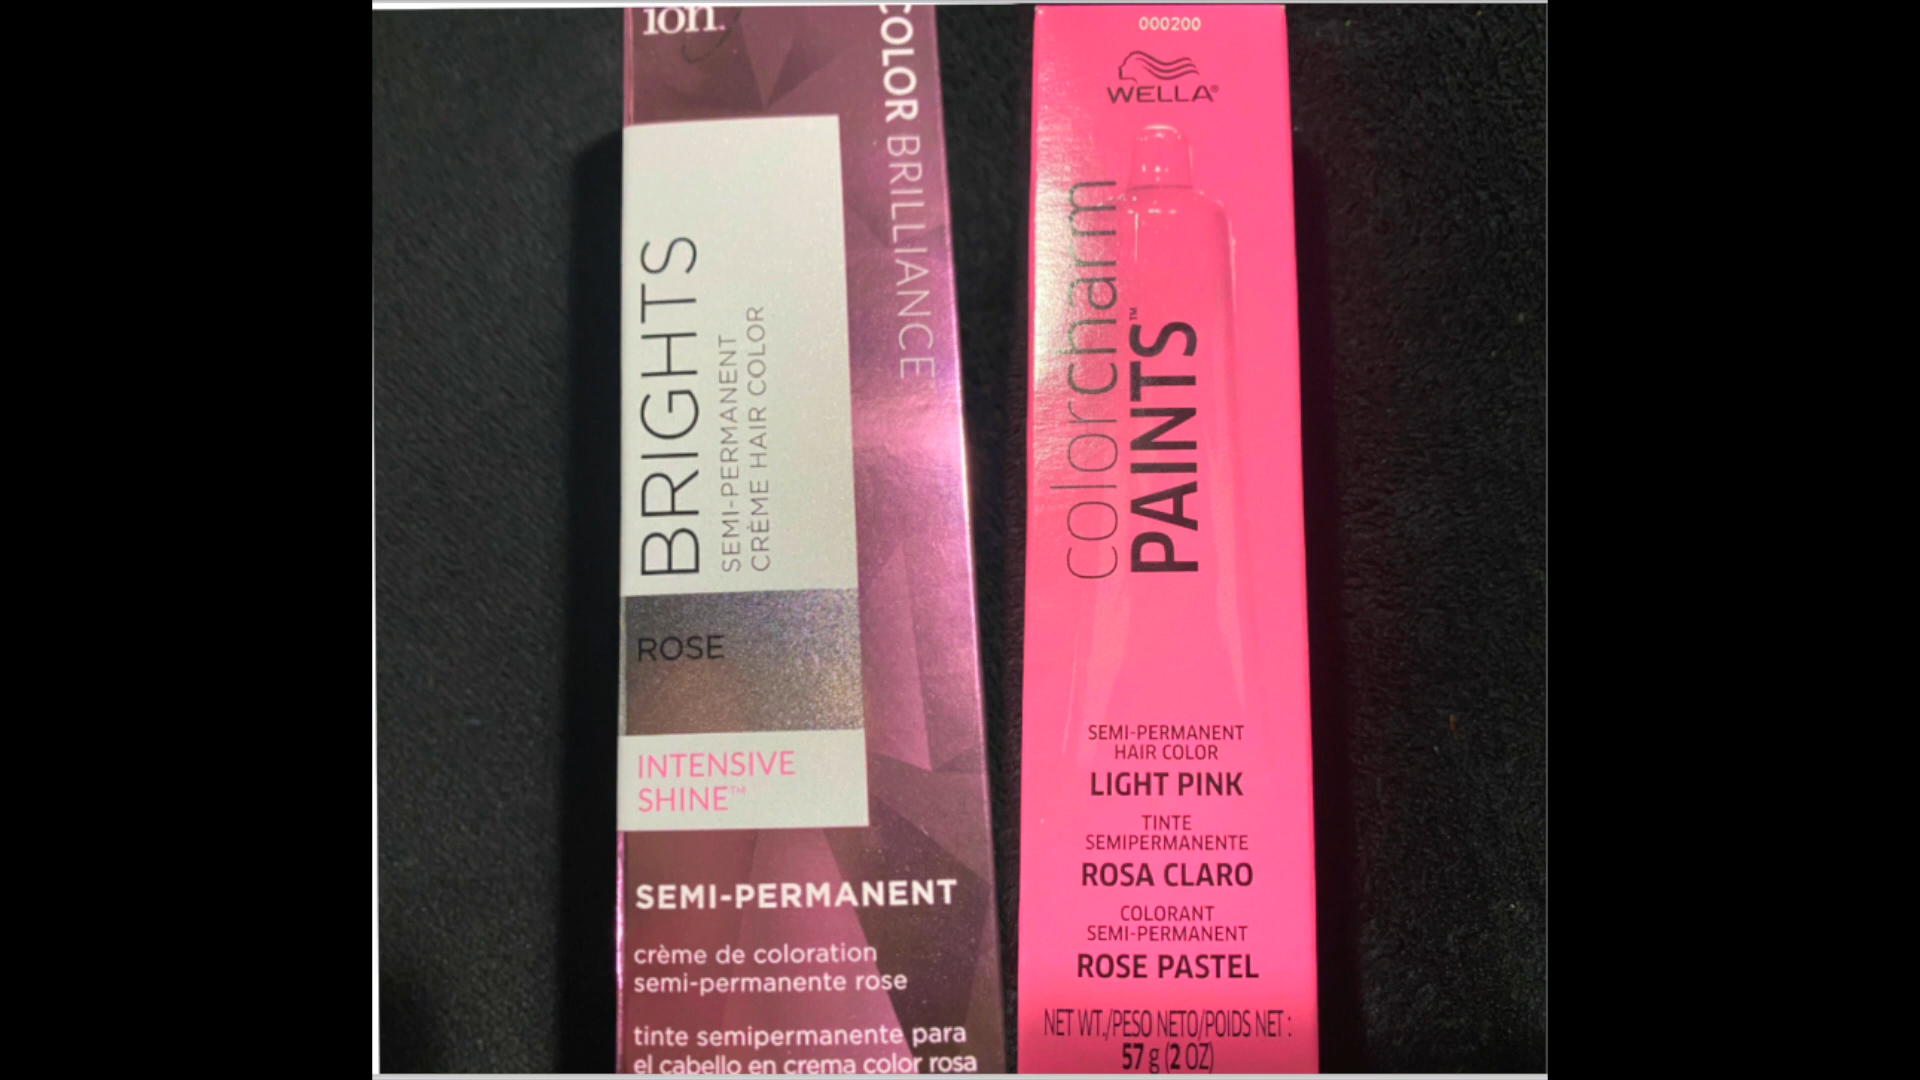 ion.
COLOR BRILLIANCE
BRIGHTS
SEMI-PERMANENT
CRÈME HAIR COLOR
ROSE
INTENSIVE
SHINE™
SEMI-PERMANENT
crème de coloration
semi-permanente rose
tinte semipermanente para
el cabello en crema color rosa
000200
WELLA®
colorcharm
PAINTS™
SEMI-PERMANENT
HAIR COLOR
LIGHT PINK
TINTE
SEMIPERMANENTE
ROSA CLARO
COLORANT
SEMI-PERMANENT
ROSE PASTEL
NET WT./PESO NETO/POIDS NET :
57 g (2 OZ)